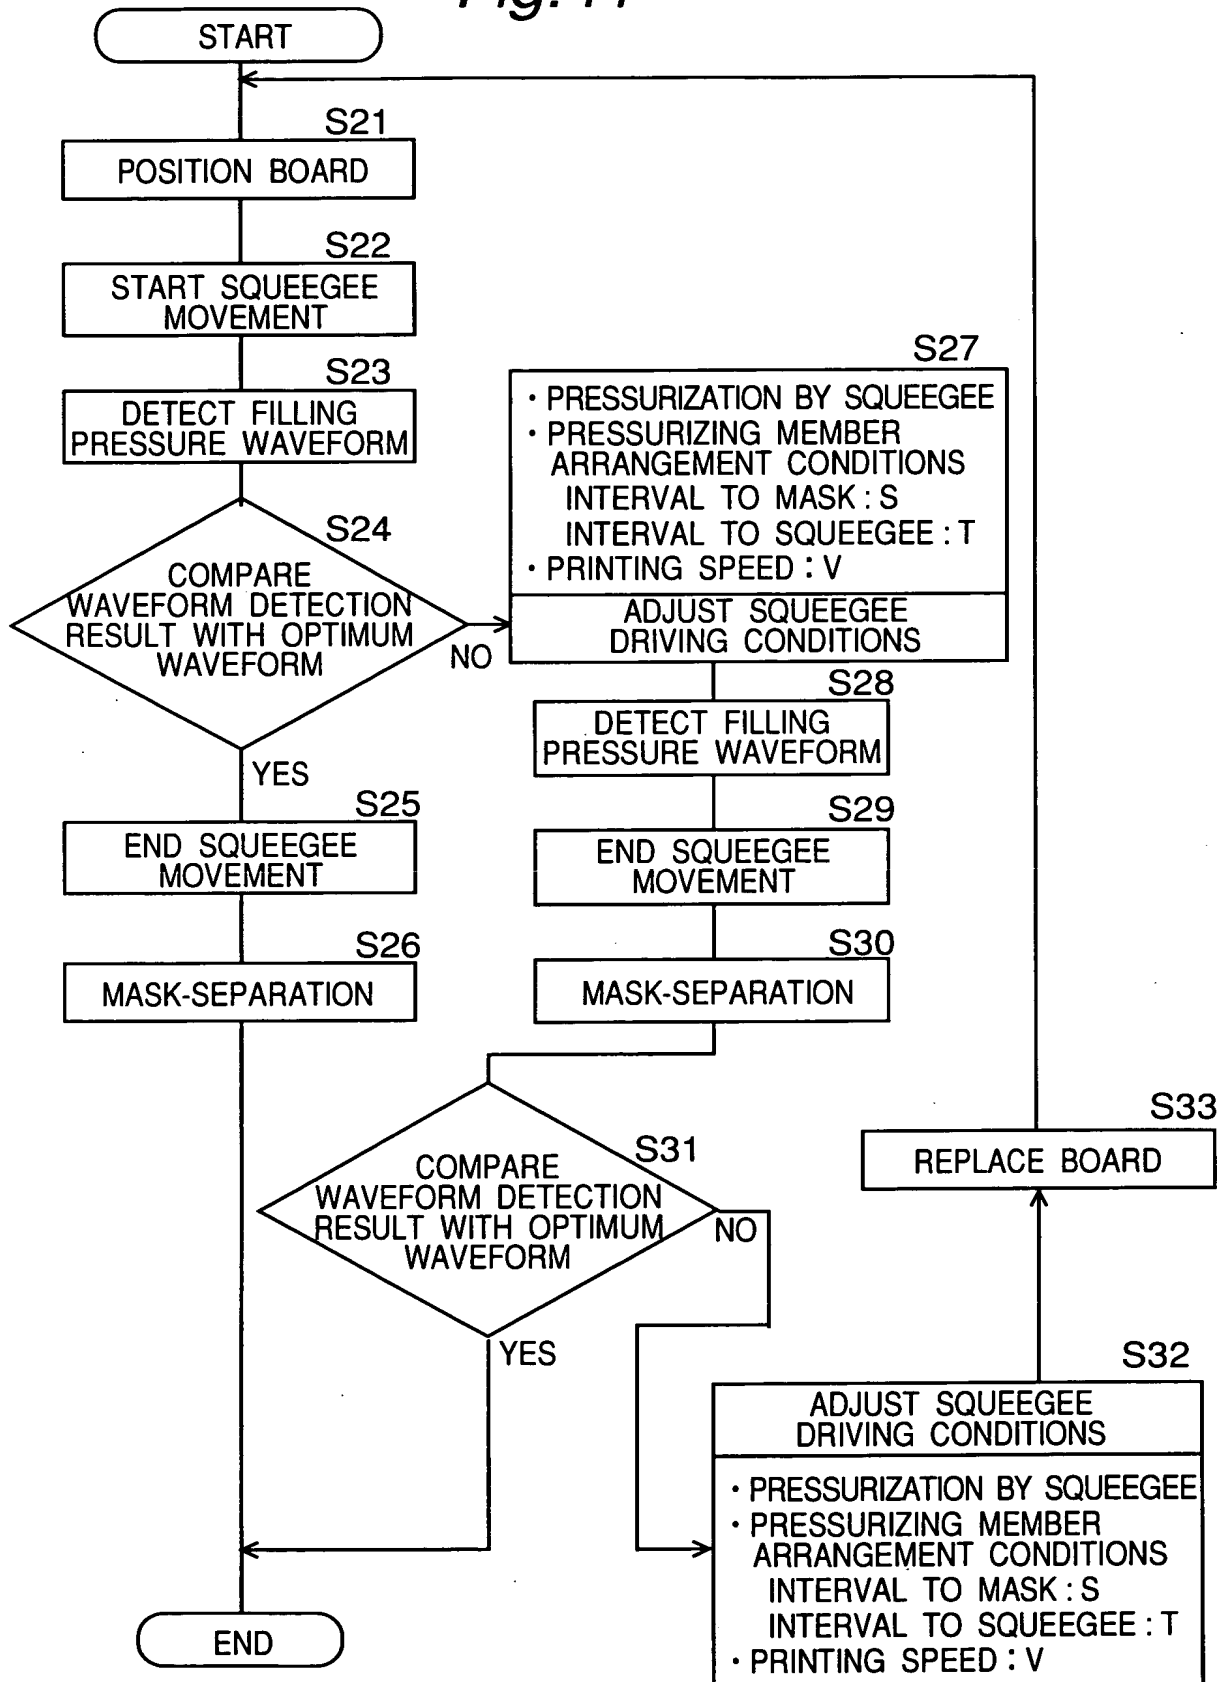 Fig. 11
START
S21
POSITION BOARD
S22
START SQUEEGEE
MOVEMENT
S23
DETECT FILLING
PRESSURE WAVEFORM
S24
COMPARE
WAVEFORM DETECTION
RESULT WITH OPTIMUM
WAVEFORM
NO
YES
S25
END SQUEEGEE
MOVEMENT
S26
MASK-SEPARATION
S27
・PRESSURIZATION BY SQUEEGEE
・PRESSURIZING MEMBER
ARRANGEMENT CONDITIONS
INTERVAL TO MASK : S
INTERVAL TO SQUEEGEE : T
・PRINTING SPEED : V
ADJUST SQUEEGEE
DRIVING CONDITIONS
S28
DETECT FILLING
PRESSURE WAVEFORM
S29
END SQUEEGEE
MOVEMENT
S30
MASK-SEPARATION
S31
COMPARE
WAVEFORM DETECTION
RESULT WITH OPTIMUM
WAVEFORM
NO
YES
S33
REPLACE BOARD
S32
ADJUST SQUEEGEE
DRIVING CONDITIONS
・PRESSURIZATION BY SQUEEGEE
・PRESSURIZING MEMBER
ARRANGEMENT CONDITIONS
INTERVAL TO MASK : S
INTERVAL TO SQUEEGEE : T
・PRINTING SPEED : V
END